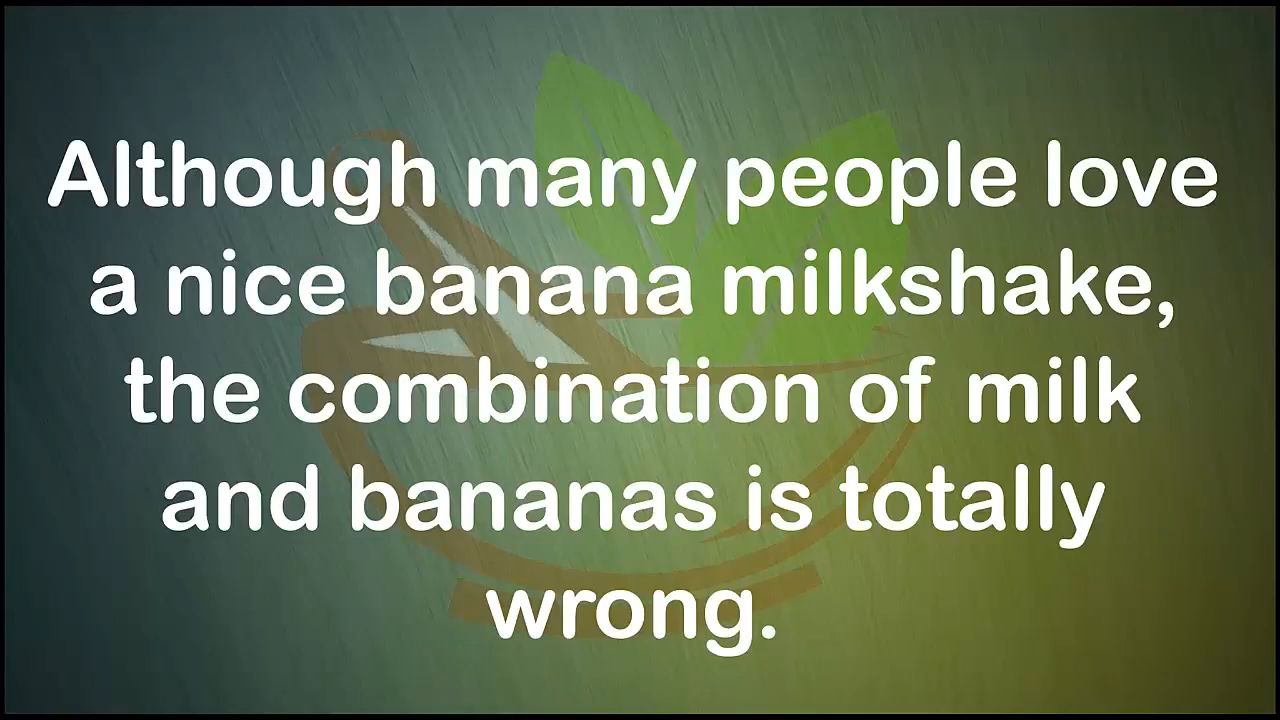 Although many people love
a nice banana milkshake,
the combination of milk
and bananas is totally
wrong.